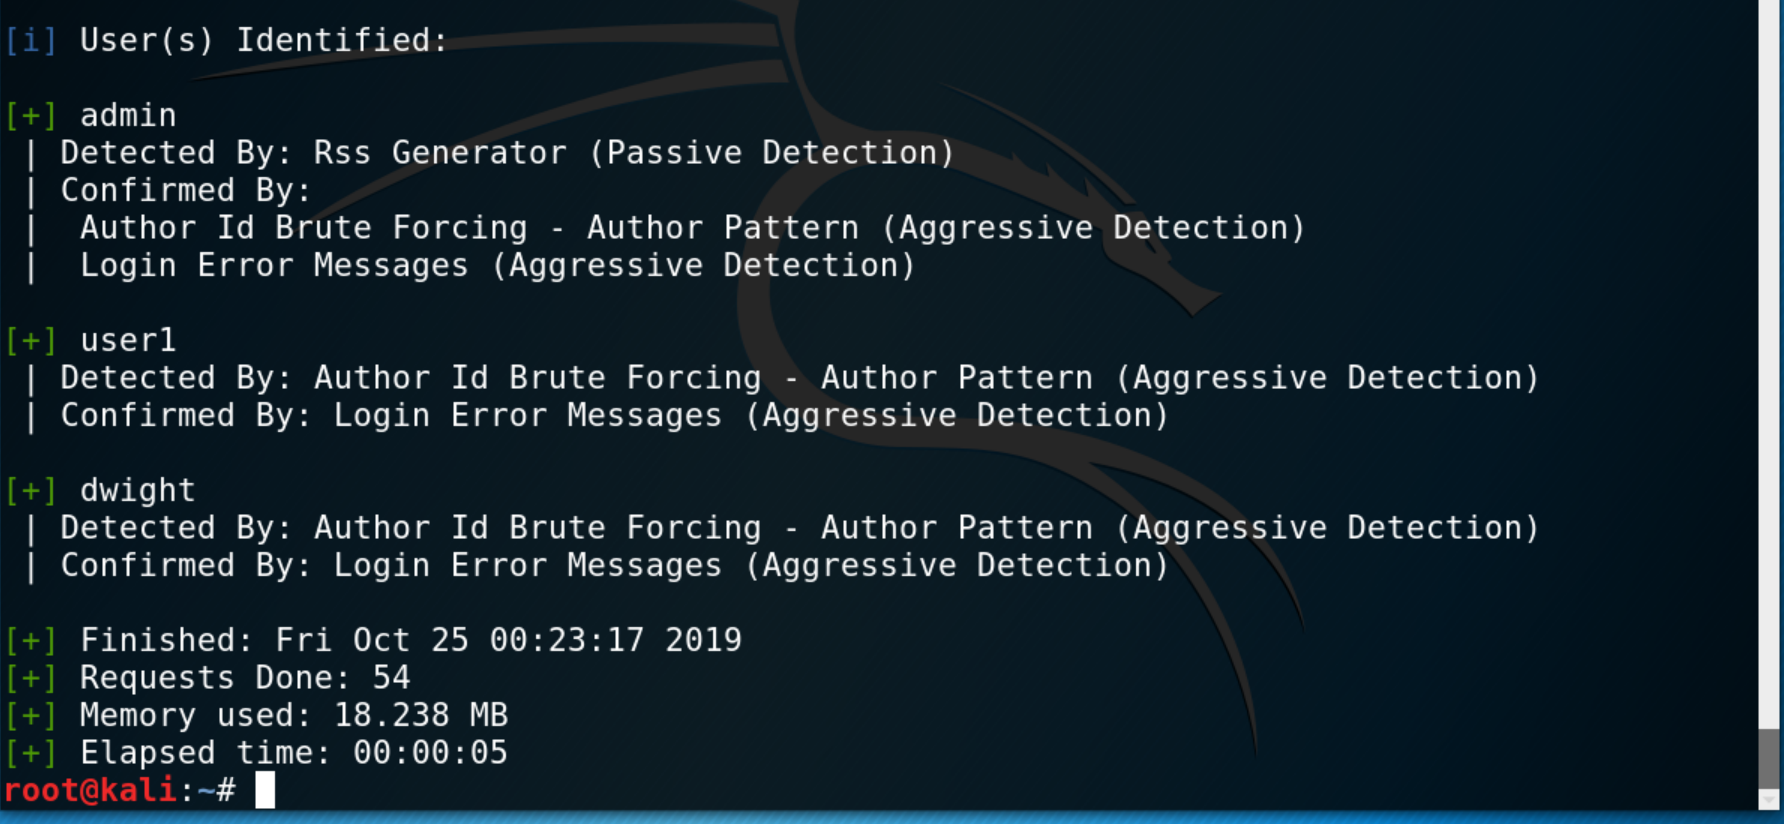 [i] User(s) Identified:
[+] admin
| Detected By: Rss Generator (Passive Detection)
| Confirmed By:
|  Author Id Brute Forcing - Author Pattern (Aggressive Detection)
|  Login Error Messages (Aggressive Detection)
[+] user1
| Detected By: Author Id Brute Forcing - Author Pattern (Aggressive Detection)
| Confirmed By: Login Error Messages (Aggressive Detection)
[+] dwight
| Detected By: Author Id Brute Forcing - Author Pattern (Aggressive Detection)
| Confirmed By: Login Error Messages (Aggressive Detection)
[+] Finished: Fri Oct 25 00:23:17 2019
[+] Requests Done: 54
[+] Memory used: 18.238 MB
[+] Elapsed time: 00:00:05
root@kali:~#